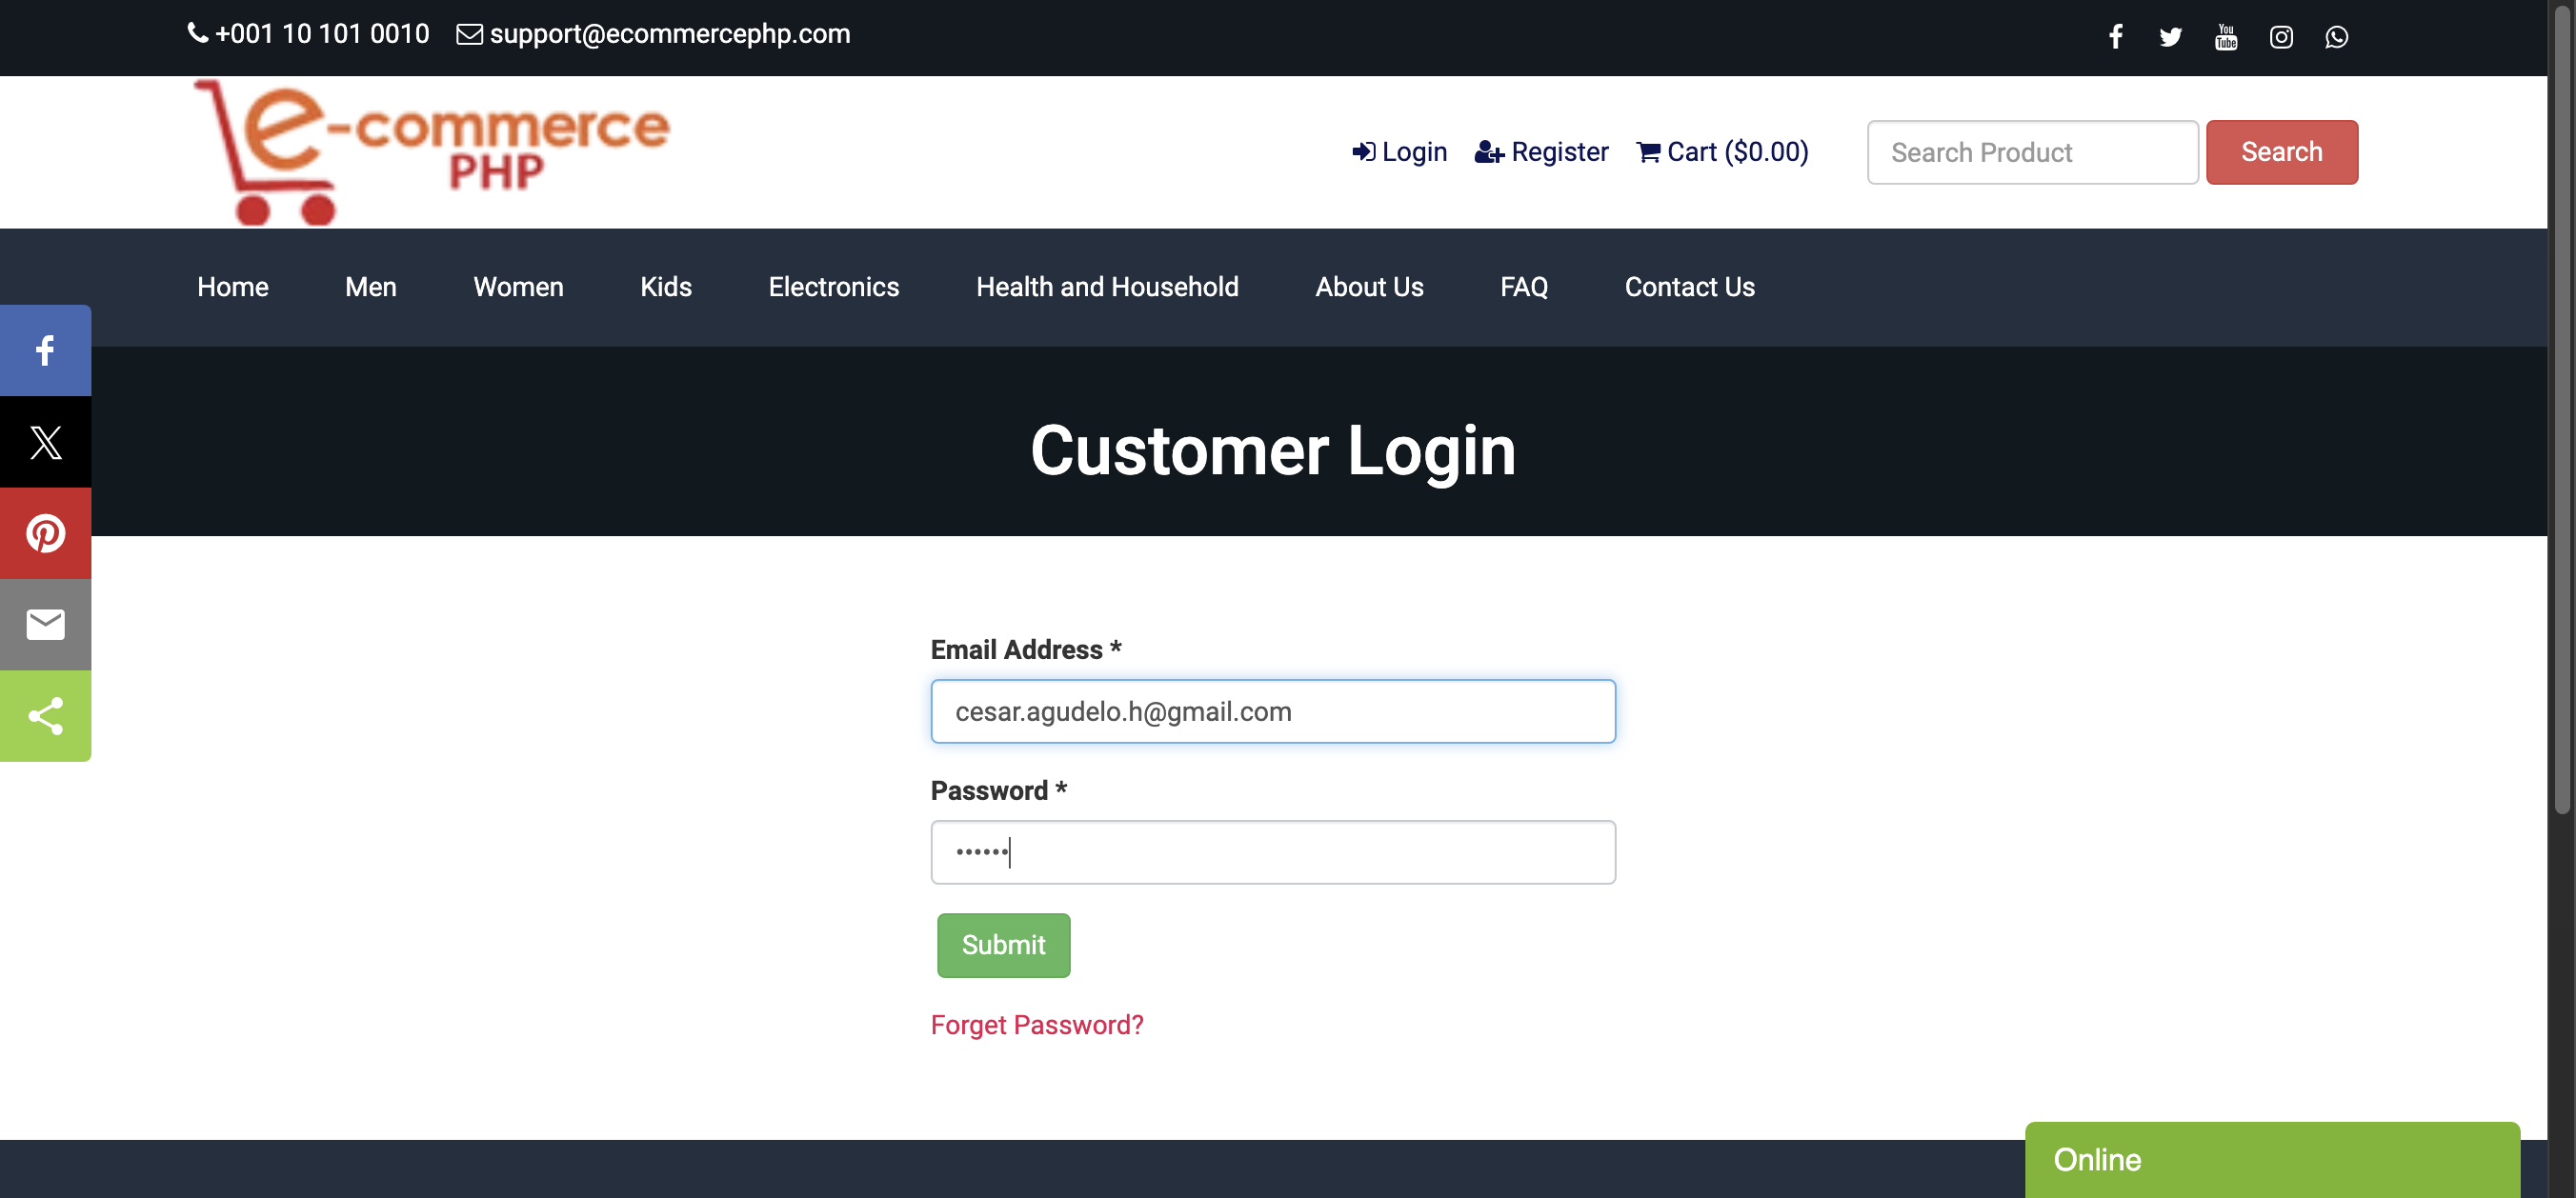 +001 10 101 0010 support@ecommercephp.com
You
Tube
e-commerce
PHP
Login Register Cart ($0.00) Search Product Search
Home Men Women Kids Electronics Health and Household About Us FAQ Contact Us
Customer Login
Email Address *
cesar.agudelo.h@gmail.com
Password *
••••••
Submit
Forget Password?
Online